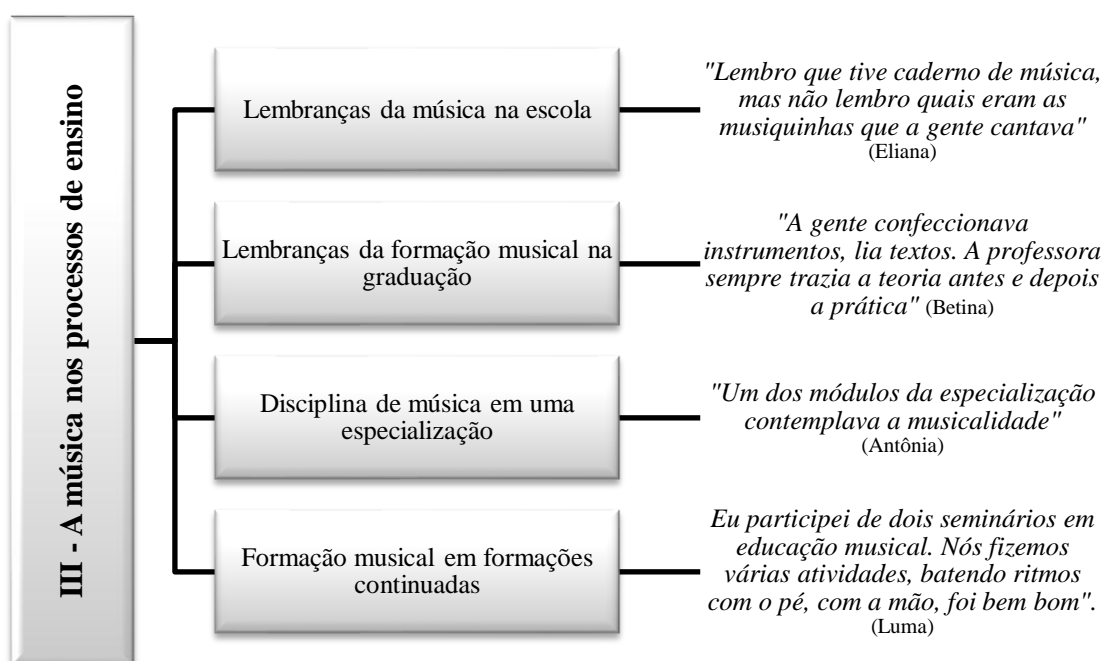 III - A música nos processos de ensino
Lembranças da música na escola
"Lembro que tive caderno de música,
mas não lembro quais eram as
musiquinhas que a gente cantava"
(Eliana)
Lembranças da formação musical na
graduação
"A gente confeccionava
instrumentos, lia textos. A professora
sempre trazia a teoria antes e depois
a prática" (Betina)
Disciplina de música em uma
especialização
"Um dos módulos da especialização
contemplava a musicalidade"
(Antônia)
Formação musical em formações
continuadas
Eu participei de dois seminários em
educação musical. Nós fizemos
várias atividades, batendo ritmos
com o pé, com a mão, foi bem bom".
(Luma)